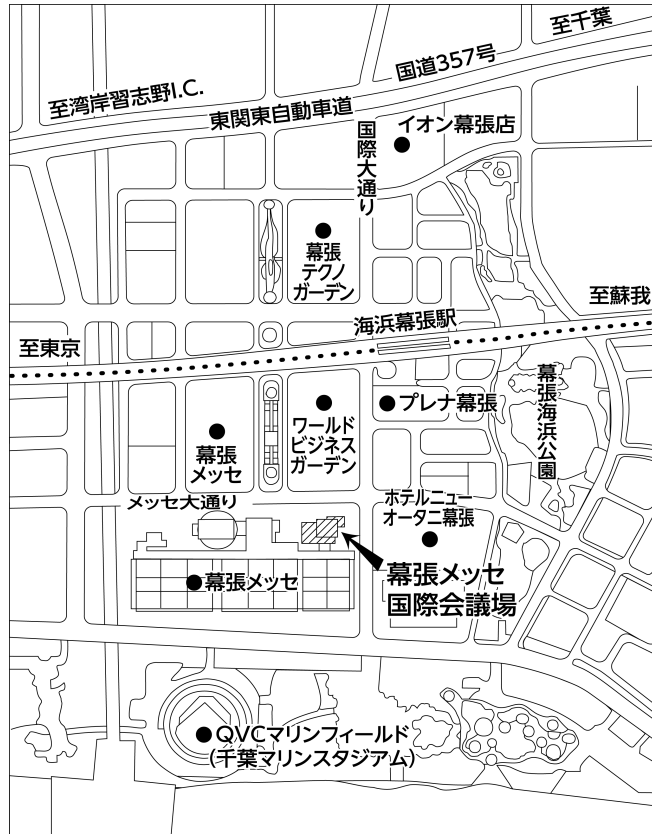 至千葉
国道357号
至湾岸習志野I.C.
東関東自動車道
イオン幕張店
国際大通り
幕張
テクノ
ガーデン
至蘇我
海浜幕張駅
至東京
幕張海浜公園
プレナ幕張
ワールド
ビジネス
ガーデン
幕張
メッセ
メッセ大通り
ホテルニュー
オータニ幕張
幕張メッセ
国際会議場
幕張メッセ
QVCマリンフィールド
(千葉マリンスタジアム)